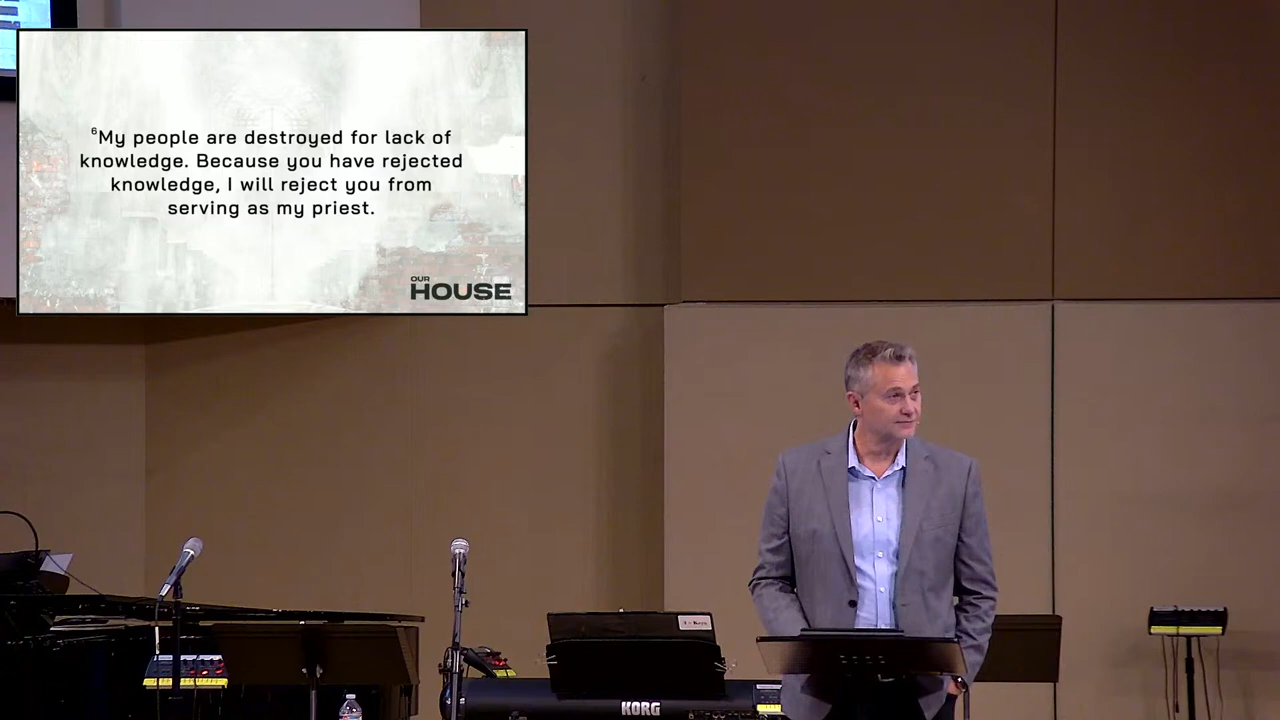 ⁶My people are destroyed for lack of
knowledge. Because you have rejected
knowledge, I will reject you from
serving as my priest.
OUR
HOUSE
KORG